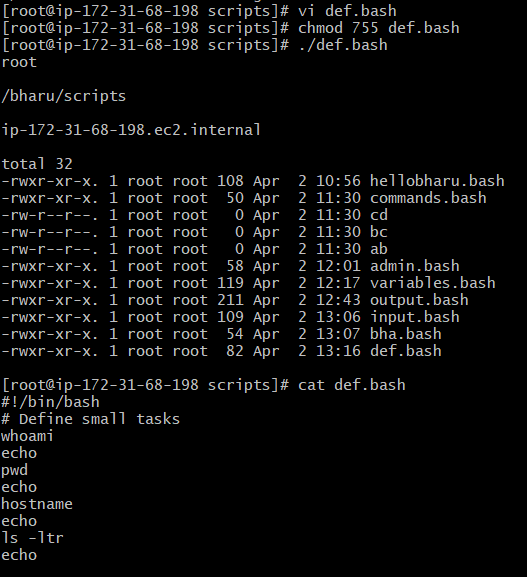 [root@ip-172-31-68-198 scripts]# vi def.bash
[root@ip-172-31-68-198 scripts]# chmod 755 def.bash
[root@ip-172-31-68-198 scripts]# ./def.bash
root
/bharu/scripts
ip-172-31-68-198.ec2.internal
total 32
-rwxr-xr-x. 1 root root 108 Apr  2 10:56 hellobharu.bash
-rwxr-xr-x. 1 root root  50 Apr  2 11:30 commands.bash
-rw-r--r--. 1 root root   0 Apr  2 11:30 cd
-rw-r--r--. 1 root root   0 Apr  2 11:30 bc
-rw-r--r--. 1 root root   0 Apr  2 11:30 ab
-rwxr-xr-x. 1 root root  58 Apr  2 12:01 admin.bash
-rwxr-xr-x. 1 root root 119 Apr  2 12:17 variables.bash
-rwxr-xr-x. 1 root root 211 Apr  2 12:43 output.bash
-rwxr-xr-x. 1 root root 109 Apr  2 13:06 input.bash
-rwxr-xr-x. 1 root root  54 Apr  2 13:07 bha.bash
-rwxr-xr-x. 1 root root  82 Apr  2 13:16 def.bash
[root@ip-172-31-68-198 scripts]# cat def.bash
#!/bin/bash
# Define small tasks
whoami
echo
pwd
echo
hostname
echo
ls -ltr
echo